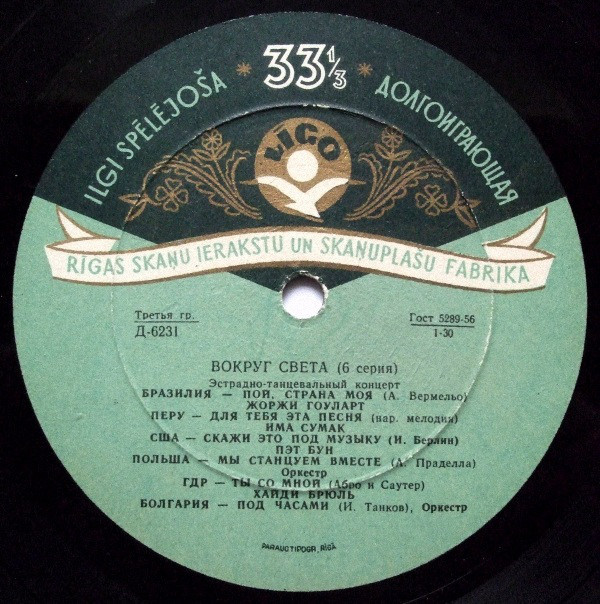 ILGI SPĒLĒJOŠA * 33⅓ * ДОЛГОИГРАЮЩАЯ
LĪGO
RĪGAS SKAŅU IERAKSTU UN SKAŅUPLAŠU FABRIKA
Третья гр. Гост 5289-56
Д-6231 1-30
ВОКРУГ СВЕТА (6 серия)
Эстрадно-танцевальный концерт
БРАЗИЛИЯ — ПОЙ, СТРАНА МОЯ (А. Вермельо)
ЖОРЖИ ГОУЛАРТ
ПЕРУ — ДЛЯ ТЕБЯ ЭТА ПЕСНЯ (нар. мелодия)
ИМА СУМАК
США — СКАЖИ ЭТО ПОД МУЗЫКУ (И. Берлин)
ПЭТ БУН
ПОЛЬША — МЫ СТАНЦУЕМ ВМЕСТЕ (А. Праделла)
Оркестр
ГДР — ТЫ СО МНОЙ (Абро и Саутер)
ХАЙДИ БРЮЛЬ
БОЛГАРИЯ — ПОД ЧАСАМИ (И. Танков), Оркестр
PARAUGTIPOGR. RĪGĀ